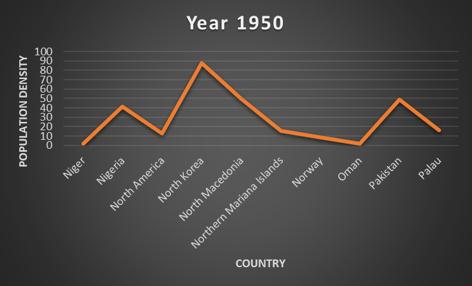 Year 1950
POPULATION DENSITY
100
90
80
70
60
50
40
30
20
10
0
Niger
Nigeria
North America
North Korea
North Macedonia
Northern Mariana Islands
Norway
Oman
Pakistan
Palau
COUNTRY